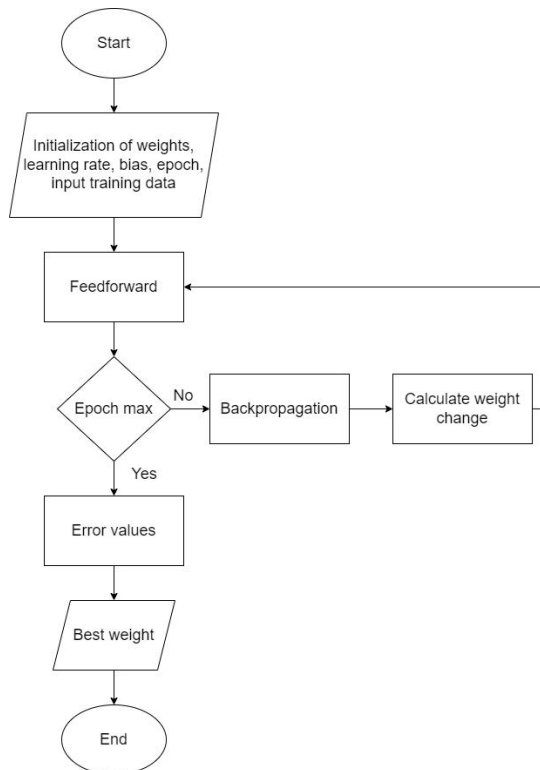 Start
Initialization of weights,
learning rate, bias, epoch,
input training data
Feedforward
Epoch max
No
Backpropagation
Calculate weight
change
Yes
Error values
Best weight
End